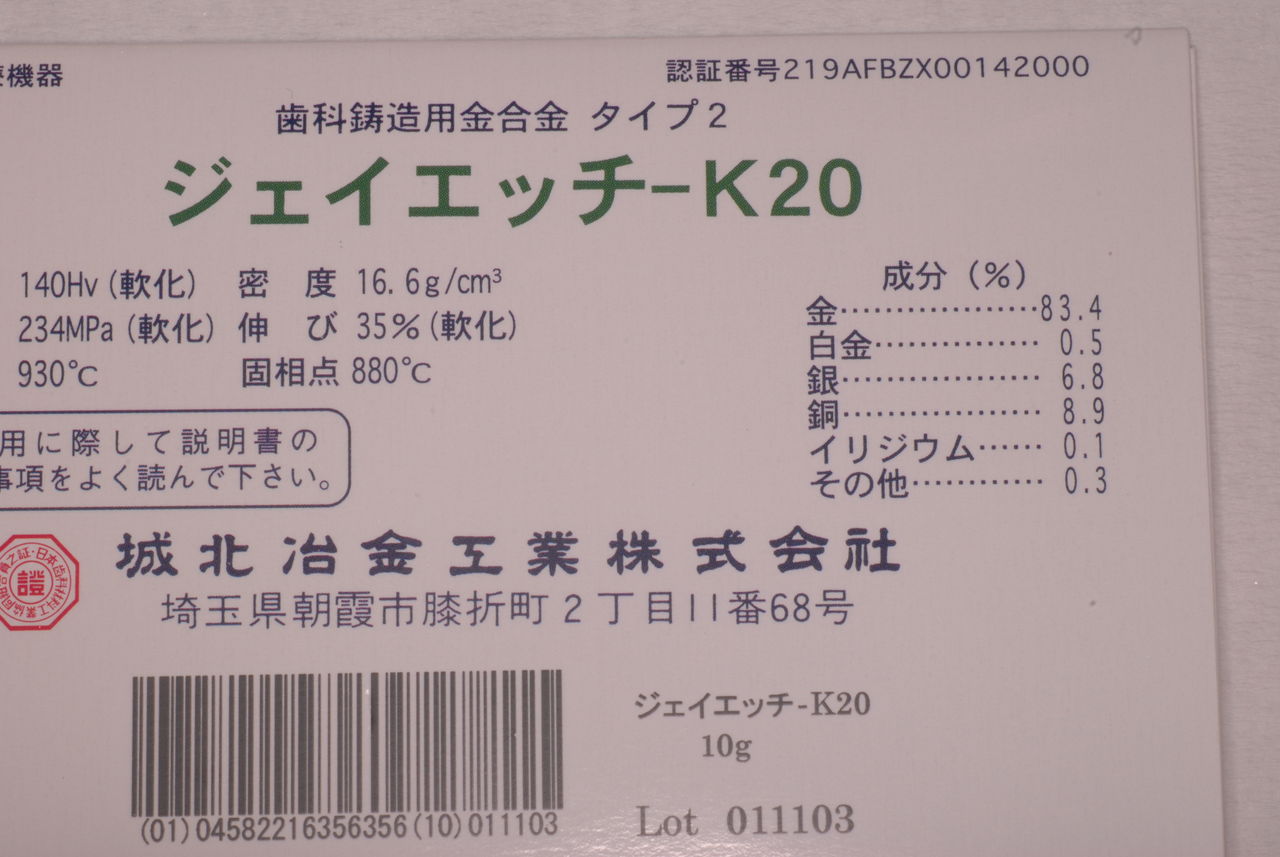 機器
認証番号219AFBZX00142000
歯科鋳造用金合金 タイプ2
ジェイエッチ-K20
140Hv(軟化) 密 度 16.6g/cm³
234MPa(軟化) 伸 び 35%(軟化)
930℃ 固相点 880℃
成分(%)
金………………83.4
白金…………… 0.5
銀……………… 6.8
銅……………… 8.9
イリジウム…… 0.1
その他………… 0.3
用に際して説明書の
事項をよく読んで下さい。
證
城北冶金工業株式会社
埼玉県朝霞市膝折町2丁目11番68号
(01)04582216356356(10)011103
ジェイエッチ-K20
10g
Lot 011103